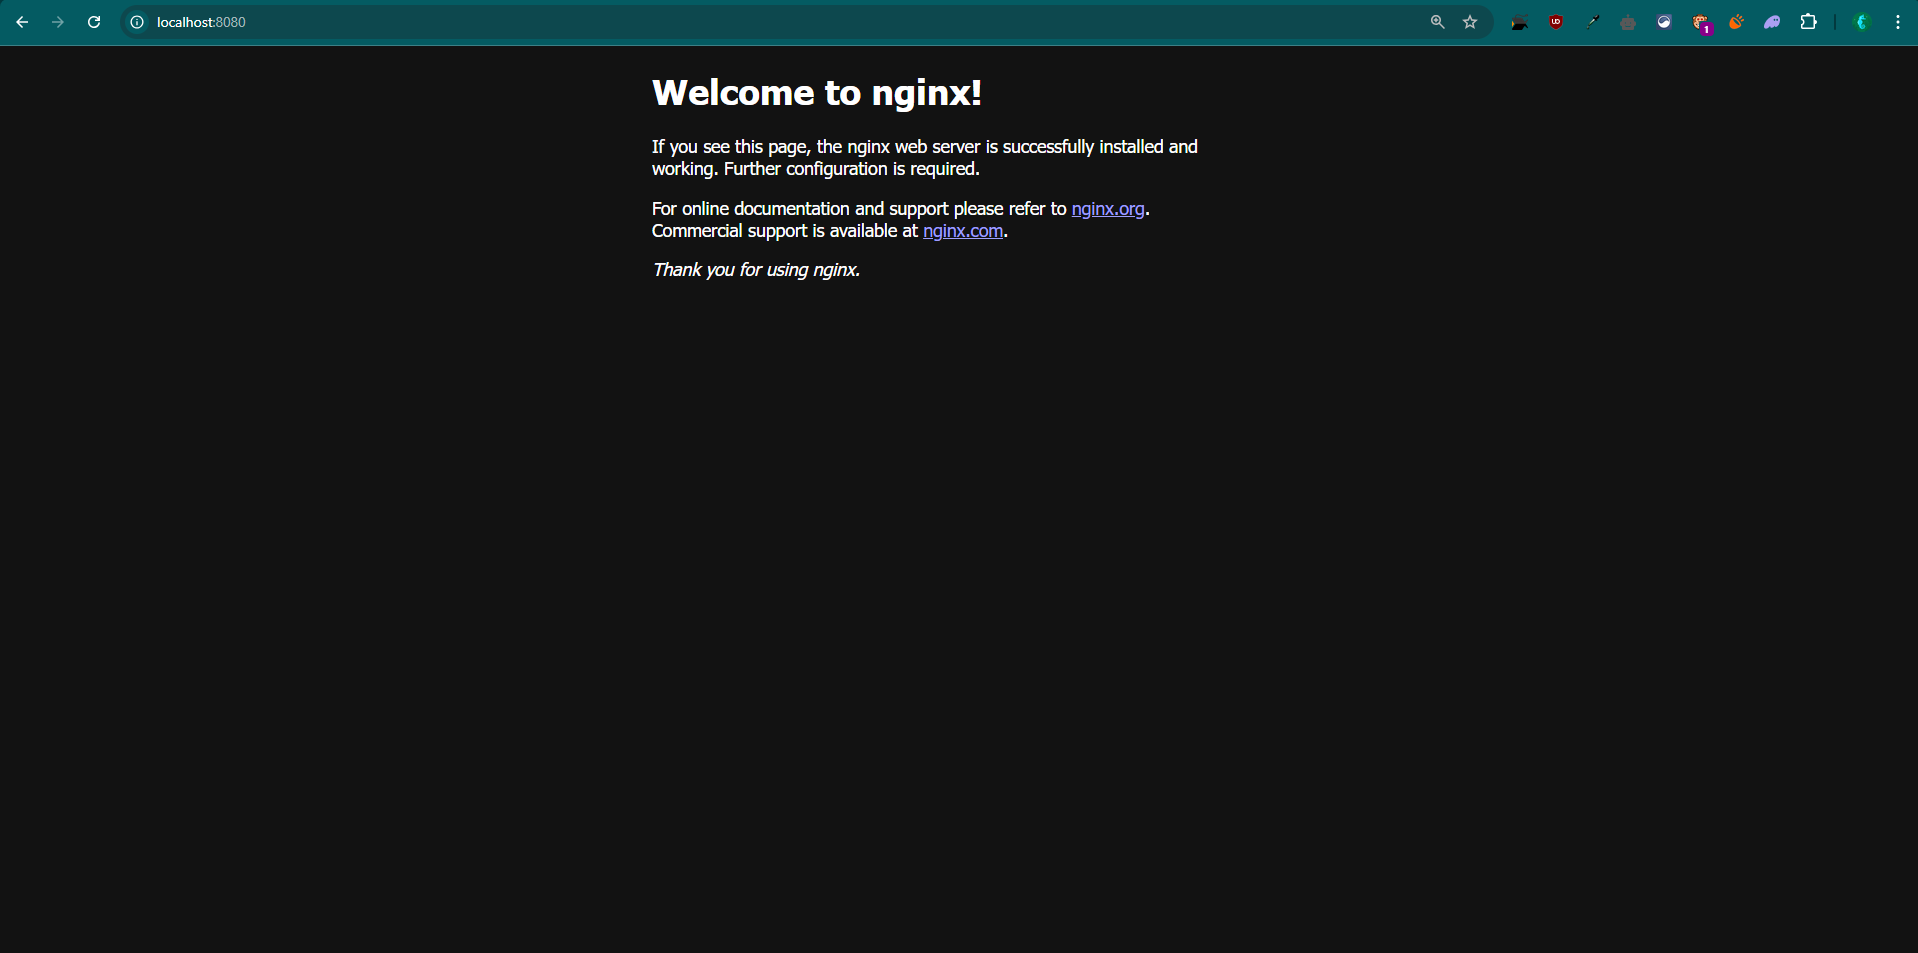 localhost:8080
UD
1
Welcome to nginx!
If you see this page, the nginx web server is successfully installed and
working. Further configuration is required.
For online documentation and support please refer to nginx.org.
Commercial support is available at nginx.com.
Thank you for using nginx.